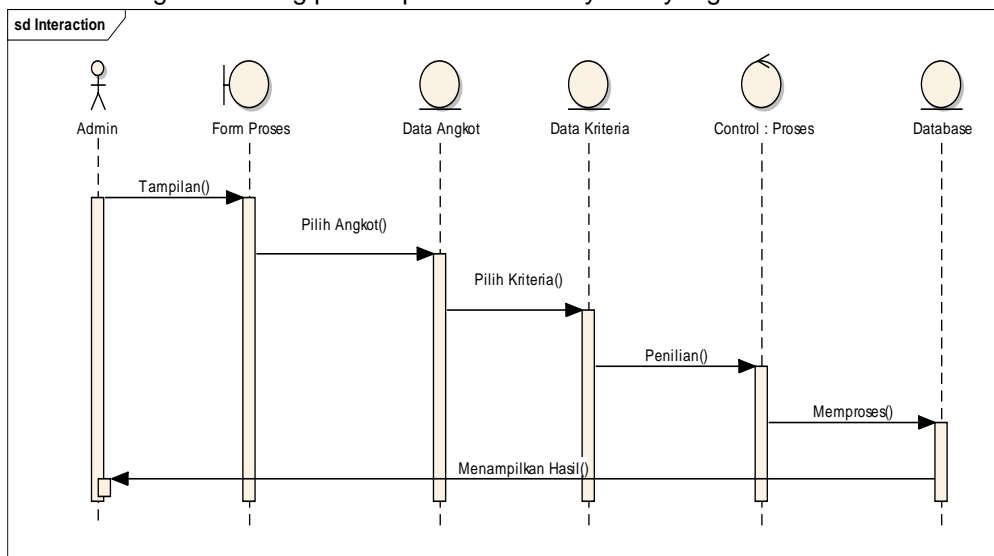 sd Interaction
Admin
Form Proses
Data Angkot
Data Kriteria
Control : Proses
Database
Tampilan()
Pilih Angkot()
Pilih Kriteria()
Penilian()
Memproses()
Menampilkan Hasil()